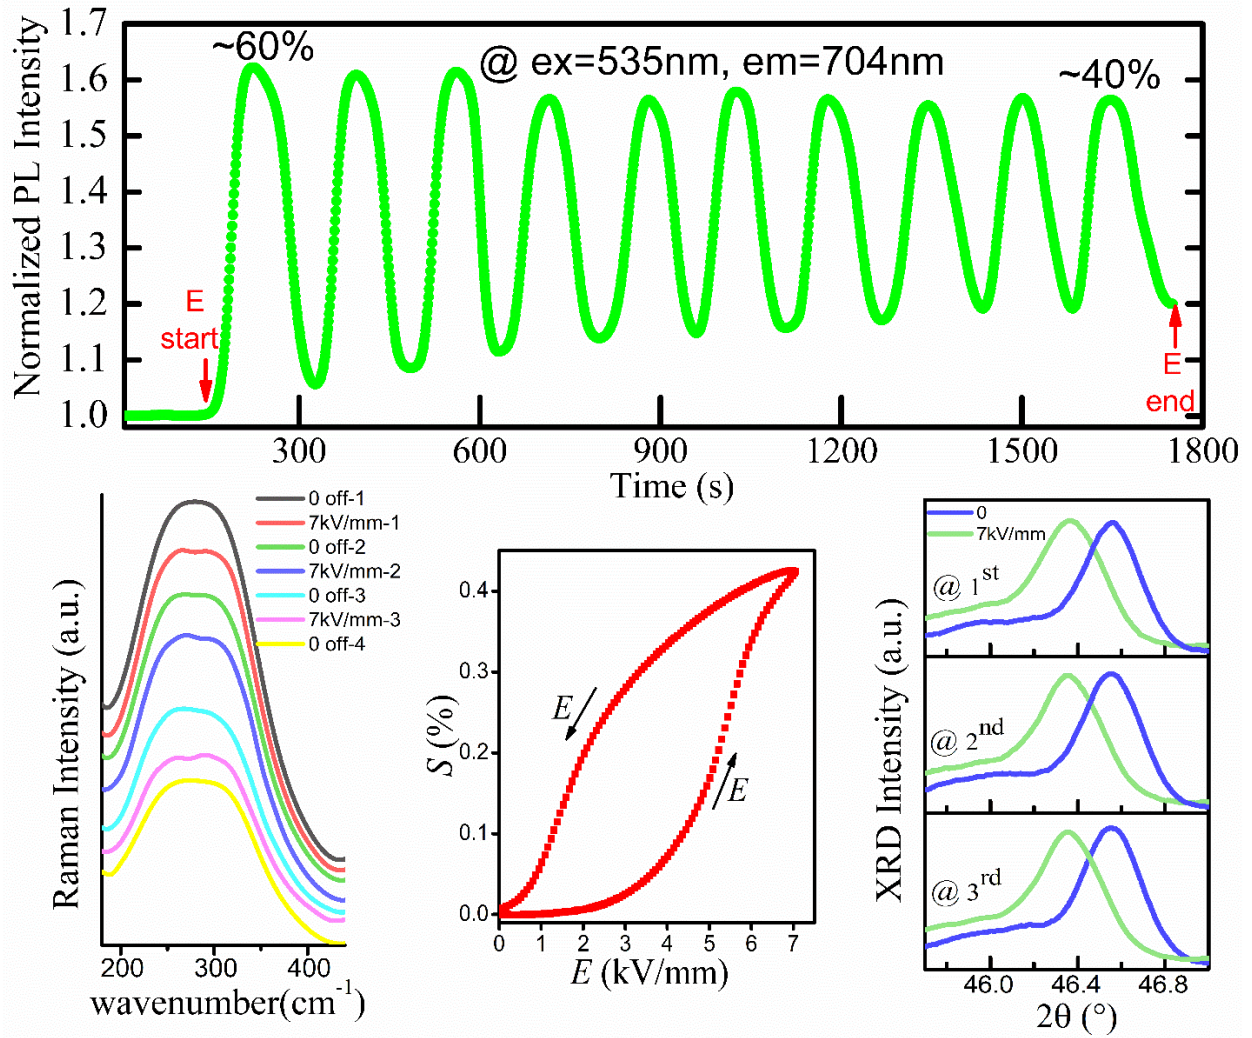 Normalized PL Intensity
1.7
1.6
1.5
1.4
1.3
1.2
1.1
1.0
~60%
@ ex=535nm, em=704nm
~40%
E
start
E
end
300
600
900
1200
1500
1800
Time (s)
Raman Intensity (a.u.)
0 off-1
7kV/mm-1
0 off-2
7kV/mm-2
0 off-3
7kV/mm-3
0 off-4
200
300
400
wavenumber(cm⁻¹)
S (%)
0.4
0.3
0.2
0.1
0.0
E
E
0
1
2
3
4
5
6
7
E (kV/mm)
XRD Intensity (a.u.)
0
7kV/mm
@ 1st
@ 2nd
@ 3rd
46.0
46.4
46.8
2θ (°)